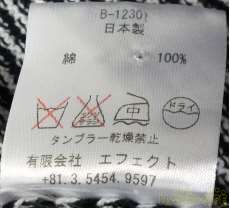 B-1230
日本製
綿 100%
中
ドライ
タンブラー乾燥禁止
有限会社 エフェクト
+81.3.5454.9597